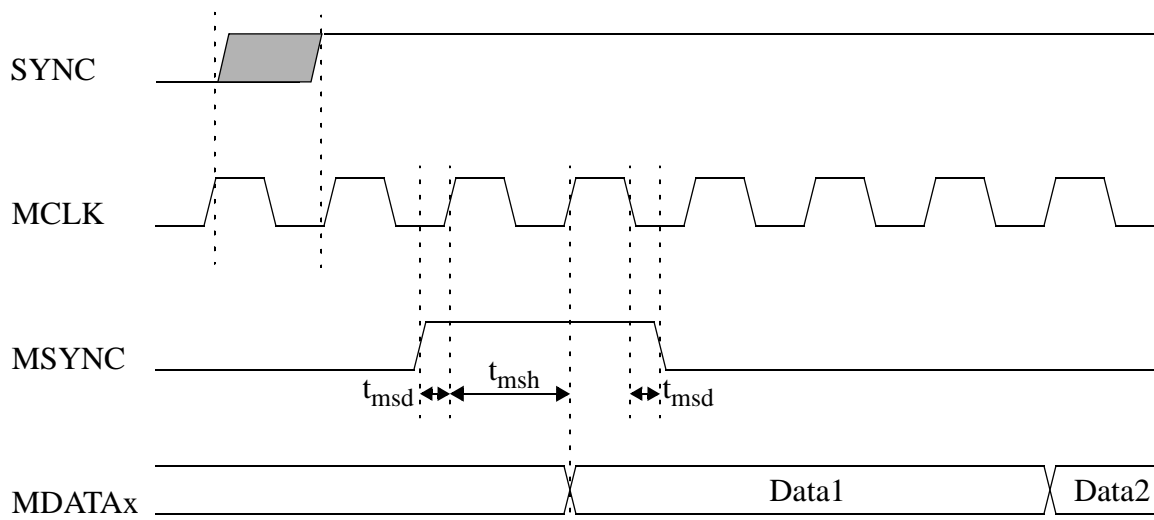 SYNC
MCLK
MSYNC
tmsd
tmsh
tmsd
MDATAx
Data1
Data2